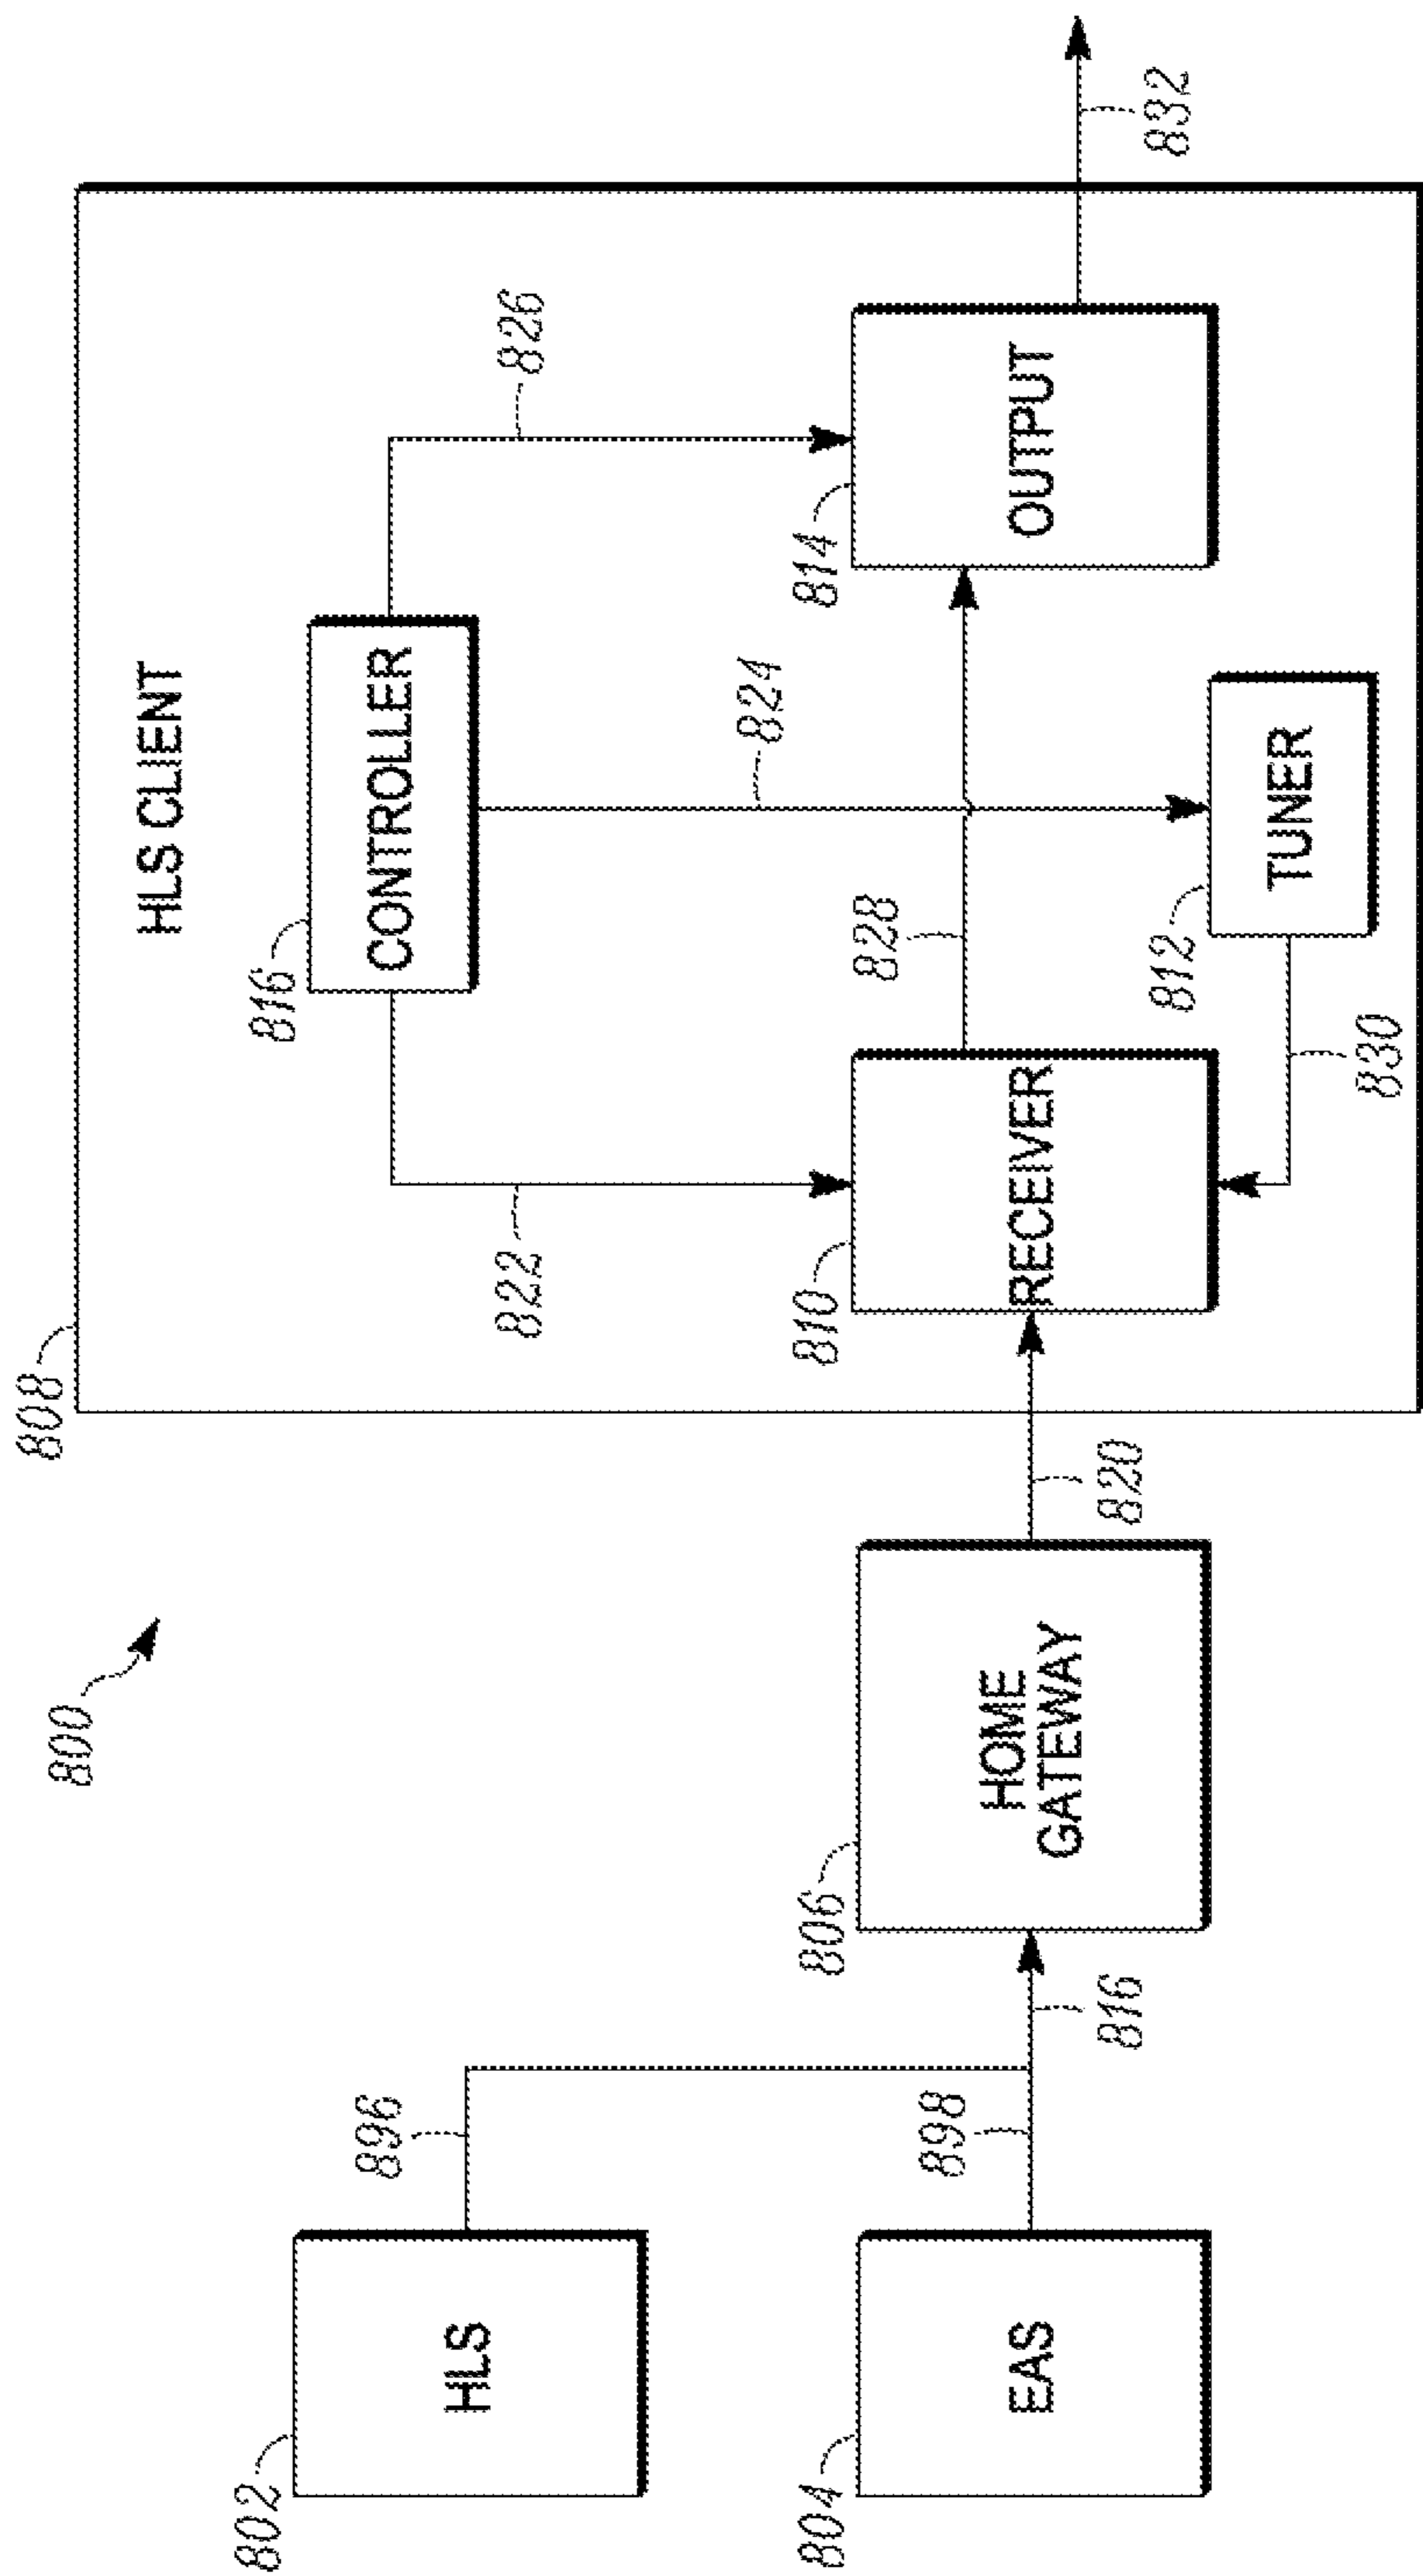 800
808
HLS CLIENT
816
CONTROLLER
822
826
824
802
HLS
896
804
EAS
898
816
806
HOME
GATEWAY
820
810
RECEIVER
828
814
OUTPUT
832
812
TUNER
830